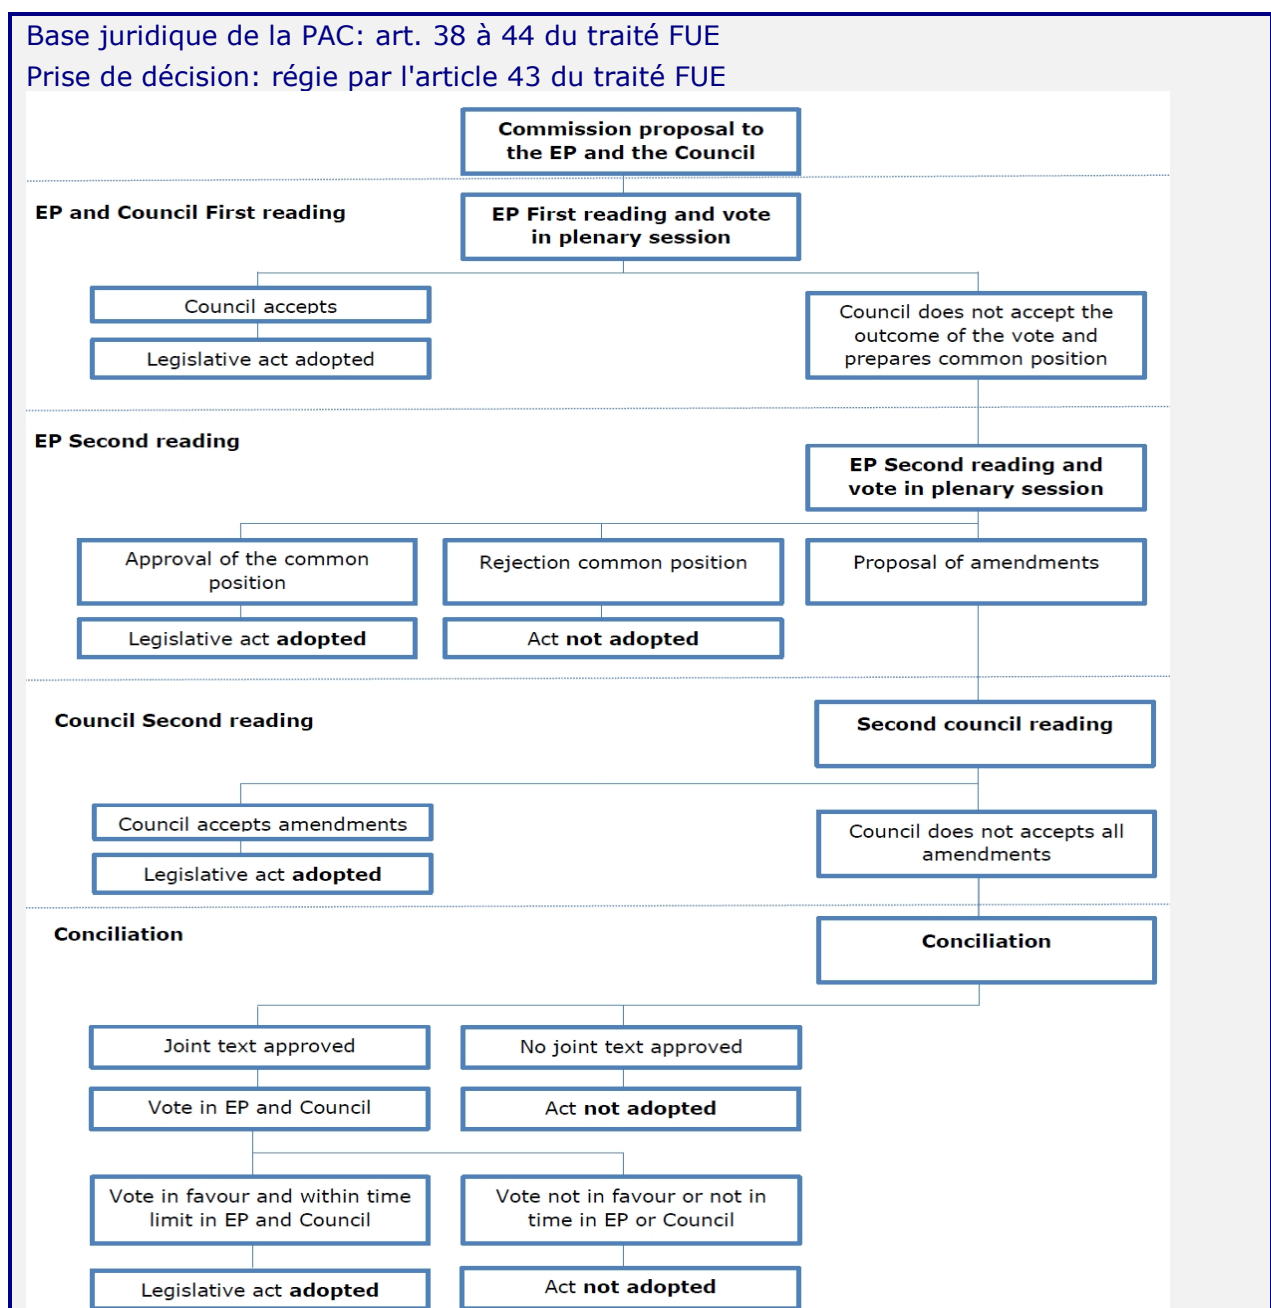 Base juridique de la PAC: art. 38 à 44 du traité FUE
Prise de décision: régie par l'article 43 du traité FUE
Commission proposal to
the EP and the Council
EP and Council First reading
EP First reading and vote
in plenary session
Council accepts
Legislative act adopted
Council does not accept the
outcome of the vote and
prepares common position
EP Second reading
EP Second reading and
vote in plenary session
Approval of the common
position
Rejection common position
Proposal of amendments
Legislative act adopted
Act not adopted
Council Second reading
Second council reading
Council accepts amendments
Legislative act adopted
Council does not accepts all
amendments
Conciliation
Conciliation
Joint text approved
No joint text approved
Vote in EP and Council
Act not adopted
Vote in favour and within time
limit in EP and Council
Vote not in favour or not in
time in EP or Council
Legislative act adopted
Act not adopted